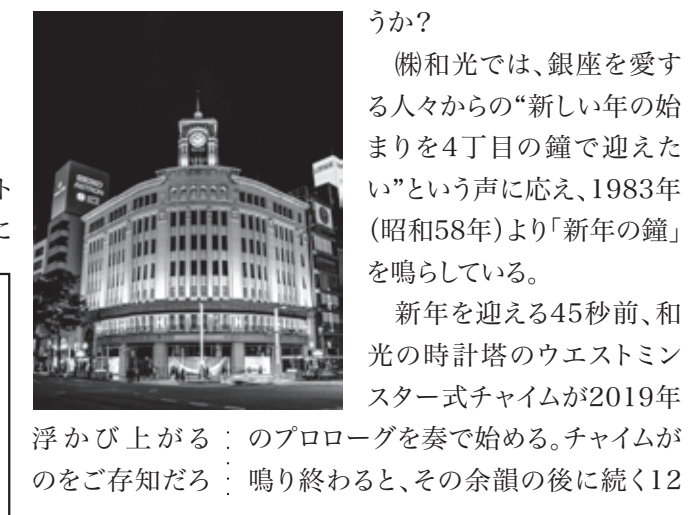 ト
に
浮かび上がる
のをご存知だろ
うか？
㈱和光では、銀座を愛す
る人々からの“新しい年の始
まりを4丁目の鐘で迎えた
い”という声に応え、1983年
（昭和58年）より「新年の鐘」
を鳴らしている。
新年を迎える45秒前、和
光の時計塔のウエストミン
スター式チャイムが2019年
のプロローグを奏で始める。チャイムが
鳴り終わると、その余韻の後に続く12